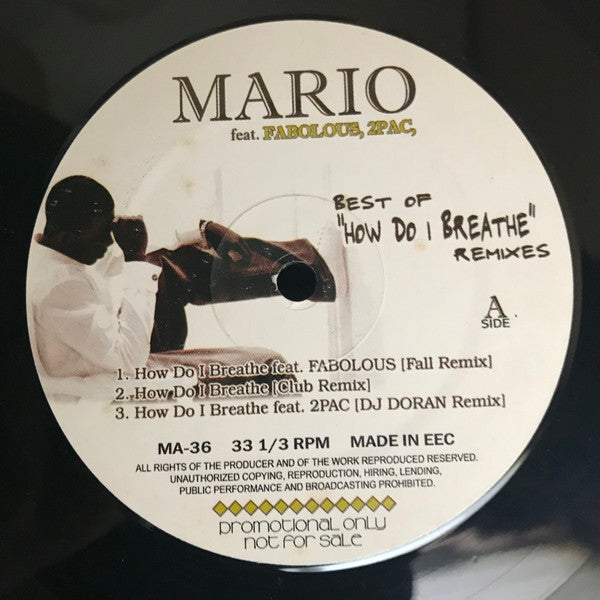 MARIO
feat. FABOLOUS, 2PAC,
BEST OF
"HOW DO I BREATHE"
REMIXES
A
SIDE
1. How Do I Breathe feat. FABOLOUS [Fall Remix]
2. How Do I Breathe [Club Remix]
3. How Do I Breathe feat. 2PAC [DJ DORAN Remix]
MA-36 33 1/3 RPM MADE IN EEC
ALL RIGHTS OF THE PRODUCER AND OF THE WORK REPRODUCED RESERVED.
UNAUTHORIZED COPYING, REPRODUCTION, HIRING, LENDING,
PUBLIC PERFORMANCE AND BROADCASTING PROHIBITED.
promotional only
not for sale